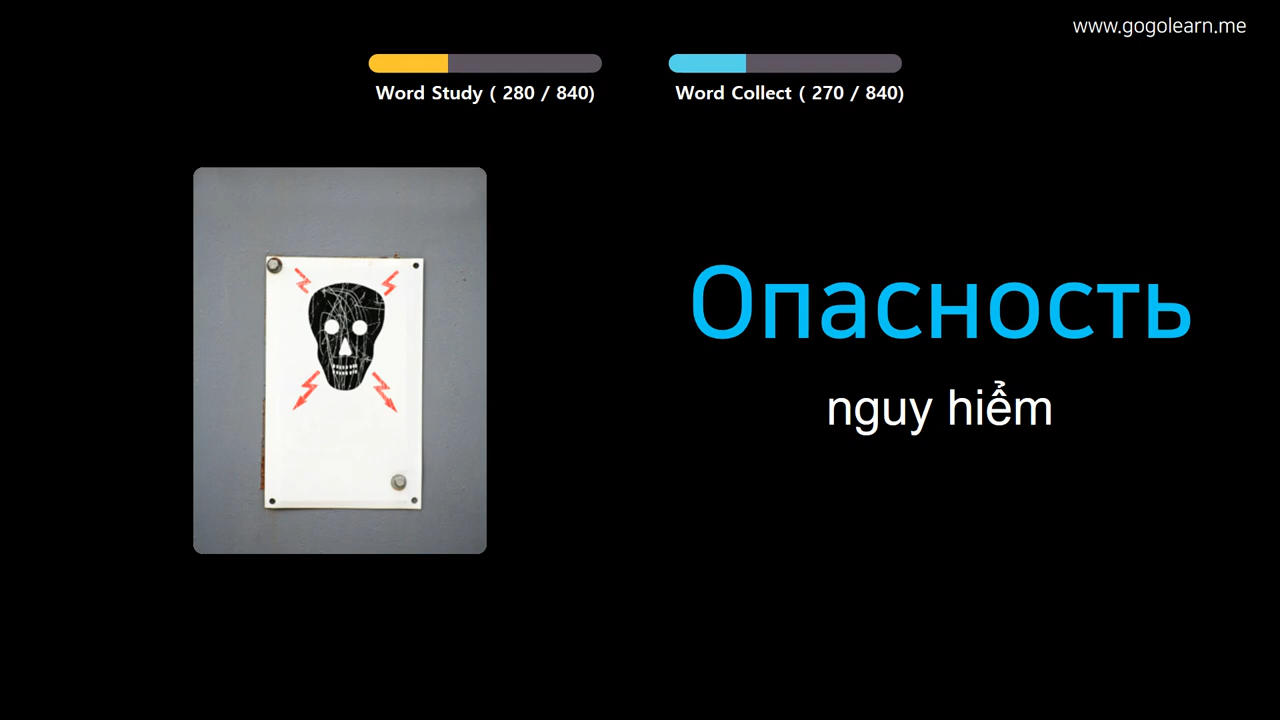 www.gogolearn.me
Word Study ( 280 / 840)
Word Collect ( 270 / 840)
Опасность
nguy hiểm